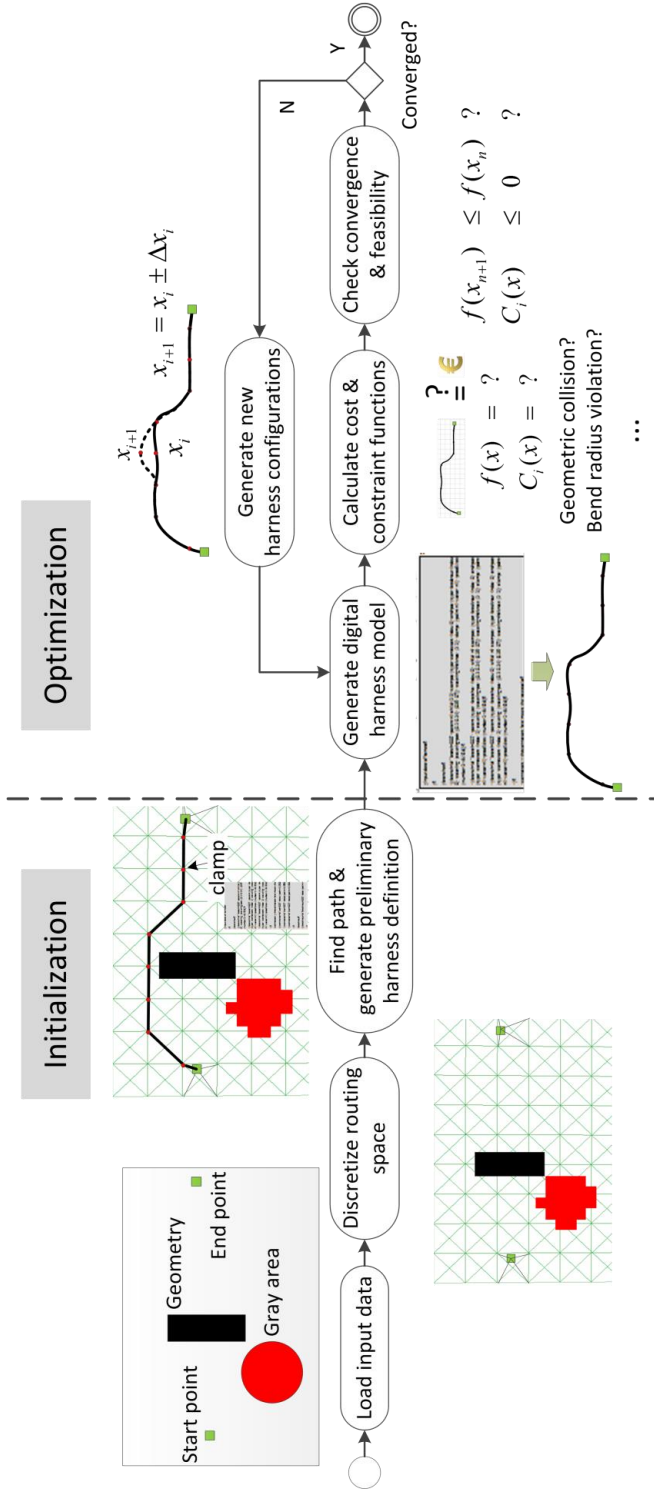 Initialization
Optimization
Start point
Geometry
End point
Gray area
clamp
x_{i+1}
x_i
x_{i+1} = x_i ± Δx_i
Load input data
Discretize routing
space
Find path &
generate preliminary
harness definition
Generate digital
harness model
Generate new
harness configurations
Calculate cost &
constraint functions
Check convergence
& feasibility
N
Y
Converged?
? = €
f(x) = ?
C_i(x) = ?
Geometric collision?
Bend radius violation?
...
f(x_{n+1}) ≤ f(x_n) ?
C_i(x) ≤ 0 ?